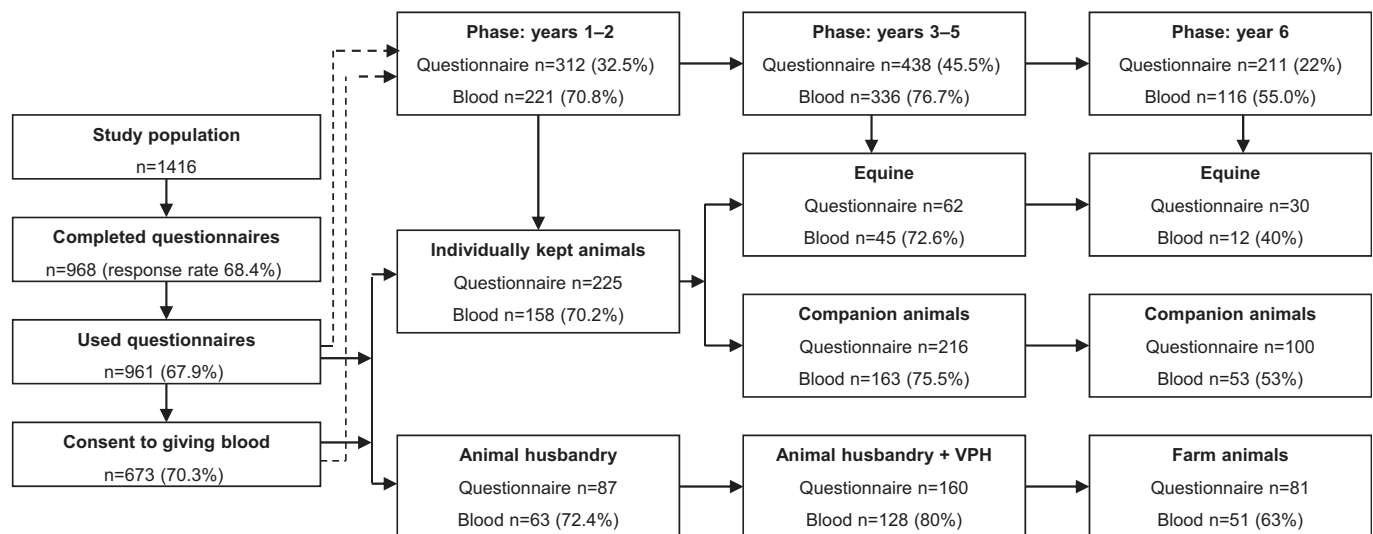 Study population
n=1416
Completed questionnaires
n=968 (response rate 68.4%)
Used questionnaires
n=961 (67.9%)
Consent to giving blood
n=673 (70.3%)
Phase: years 1–2
Questionnaire n=312 (32.5%)
Blood n=221 (70.8%)
Individually kept animals
Questionnaire n=225
Blood n=158 (70.2%)
Animal husbandry
Questionnaire n=87
Blood n=63 (72.4%)
Phase: years 3–5
Questionnaire n=438 (45.5%)
Blood n=336 (76.7%)
Equine
Questionnaire n=62
Blood n=45 (72.6%)
Companion animals
Questionnaire n=216
Blood n=163 (75.5%)
Animal husbandry + VPH
Questionnaire n=160
Blood n=128 (80%)
Phase: year 6
Questionnaire n=211 (22%)
Blood n=116 (55.0%)
Equine
Questionnaire n=30
Blood n=12 (40%)
Companion animals
Questionnaire n=100
Blood n=53 (53%)
Farm animals
Questionnaire n=81
Blood n=51 (63%)